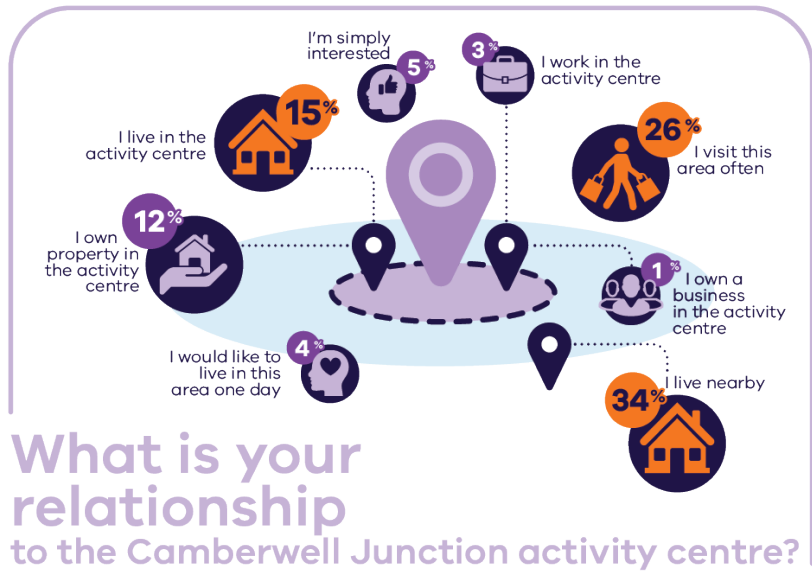 I'm simply
interested
5%
3%
I work in the
activity centre
15%
I live in the
activity centre
26%
I visit this
area often
12%
I own
property in
the activity
centre
1%
I own a
business
in the activity
centre
4%
I would like to
live in this
area one day
34%
I live nearby
What is your
relationship
to the Camberwell Junction activity centre?